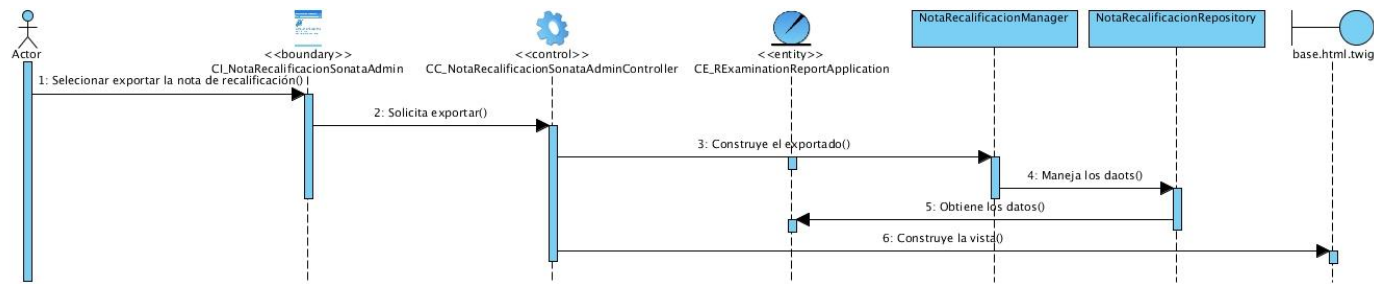 Actor
<<boundary>>
CI_NotaRecalificacionSonataAdmin
<<control>>
CC_NotaRecalificacionSonataAdminController
<<entity>>
CE_RExaminationReportApplication
NotaRecalificacionManager
NotaRecalificacionRepository
base.html.twig
1: Selecionar exportar la nota de recalificación()
2: Solicita exportar()
3: Construye el exportado()
4: Maneja los daots()
5: Obtiene los datos()
6: Construye la vista()